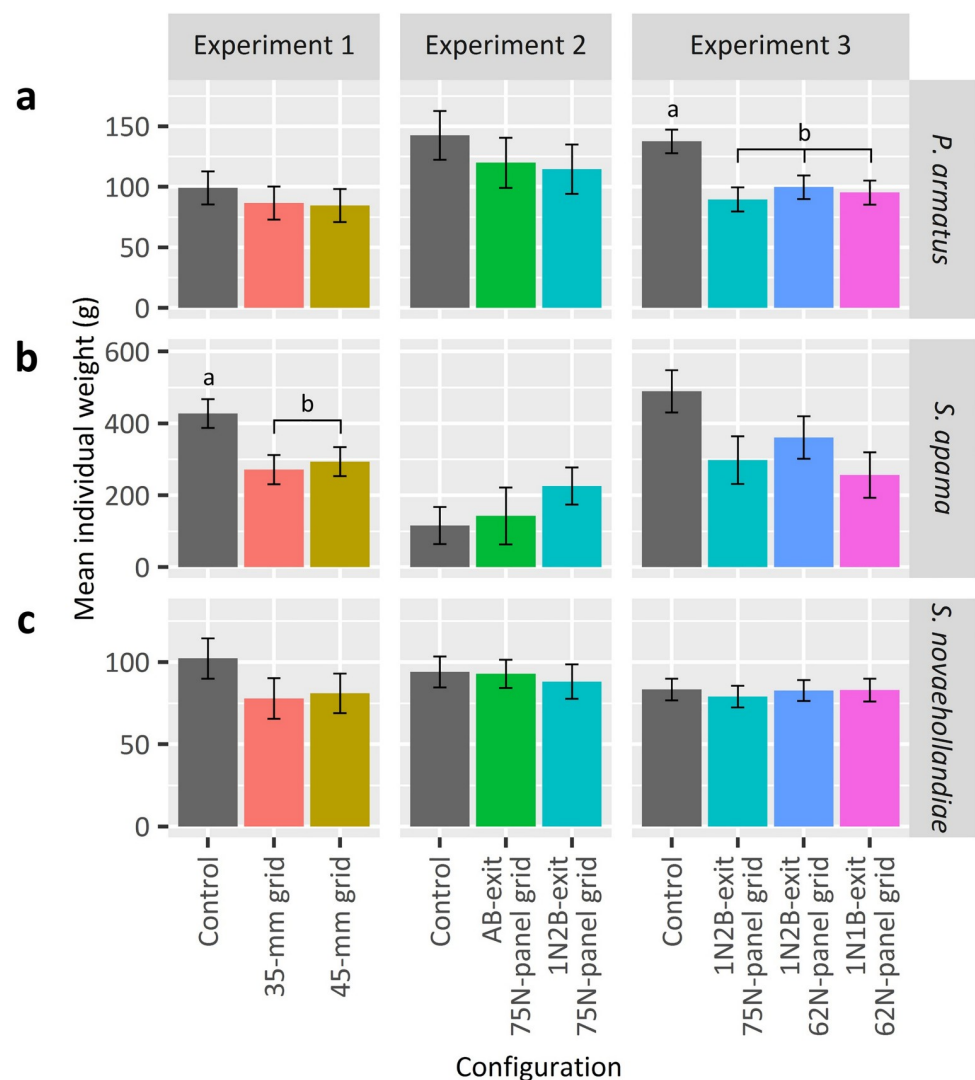 Experiment 1
Experiment 2
Experiment 3
a
150
100
50
0
a
b
P. armatus
Mean individual weight (g)
b
600
400
200
0
a
b
S. apama
c
100
50
0
S. novaehollandiae
Control
35-mm grid
45-mm grid
Control
AB-exit
75N-panel grid
1N2B-exit
75N-panel grid
Control
1N2B-exit
75N-panel grid
1N2B-exit
62N-panel grid
1N1B-exit
62N-panel grid
Configuration